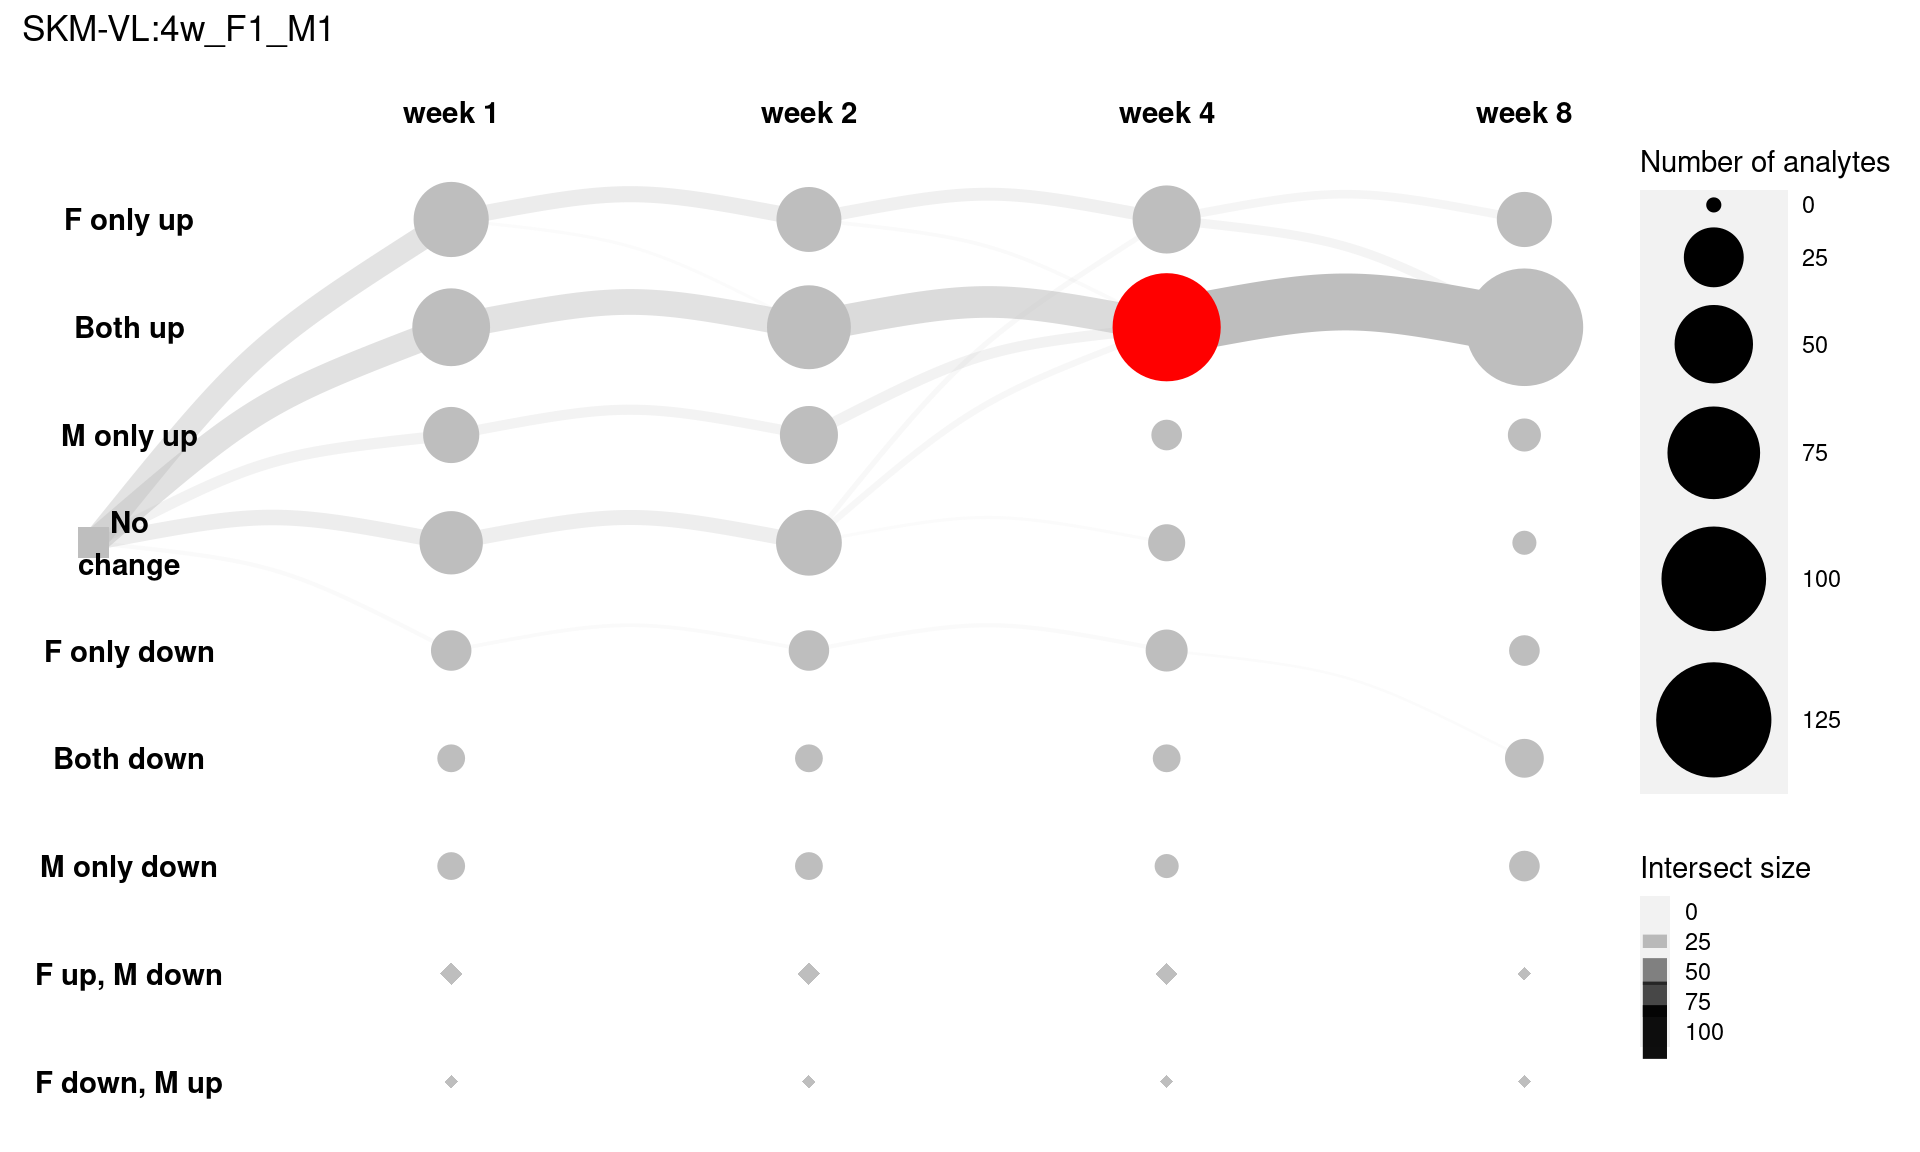 SKM-VL:4w_F1_M1
week 1 week 2 week 4 week 8
F only up
Both up
M only up
No
change
F only down
Both down
M only down
F up, M down
F down, M up
Number of analytes
0
25
50
75
100
125
Intersect size
0
25
50
75
100